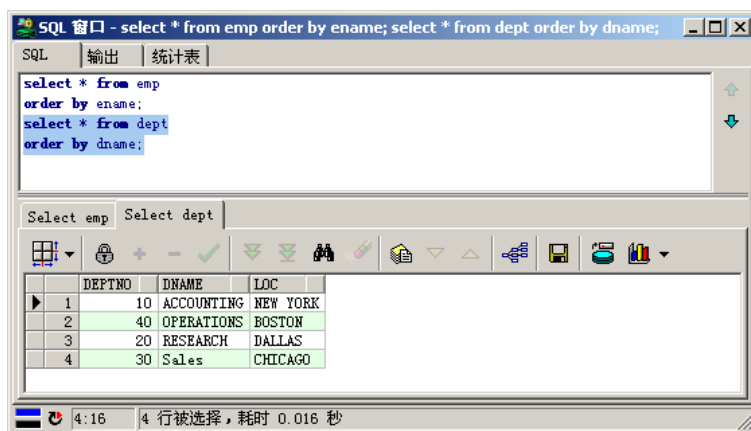 SQL 窗口 - select * from emp order by ename; select * from dept order by dname;
SQL 输出 统计表
select * from emp
order by ename;
select * from dept
order by dname;
Select emp Select dept
DEPTNO DNAME LOC
1 10 ACCOUNTING NEW YORK
2 40 OPERATIONS BOSTON
3 20 RESEARCH DALLAS
4 30 Sales CHICAGO
4:16 4 行被选择，耗时 0.016 秒